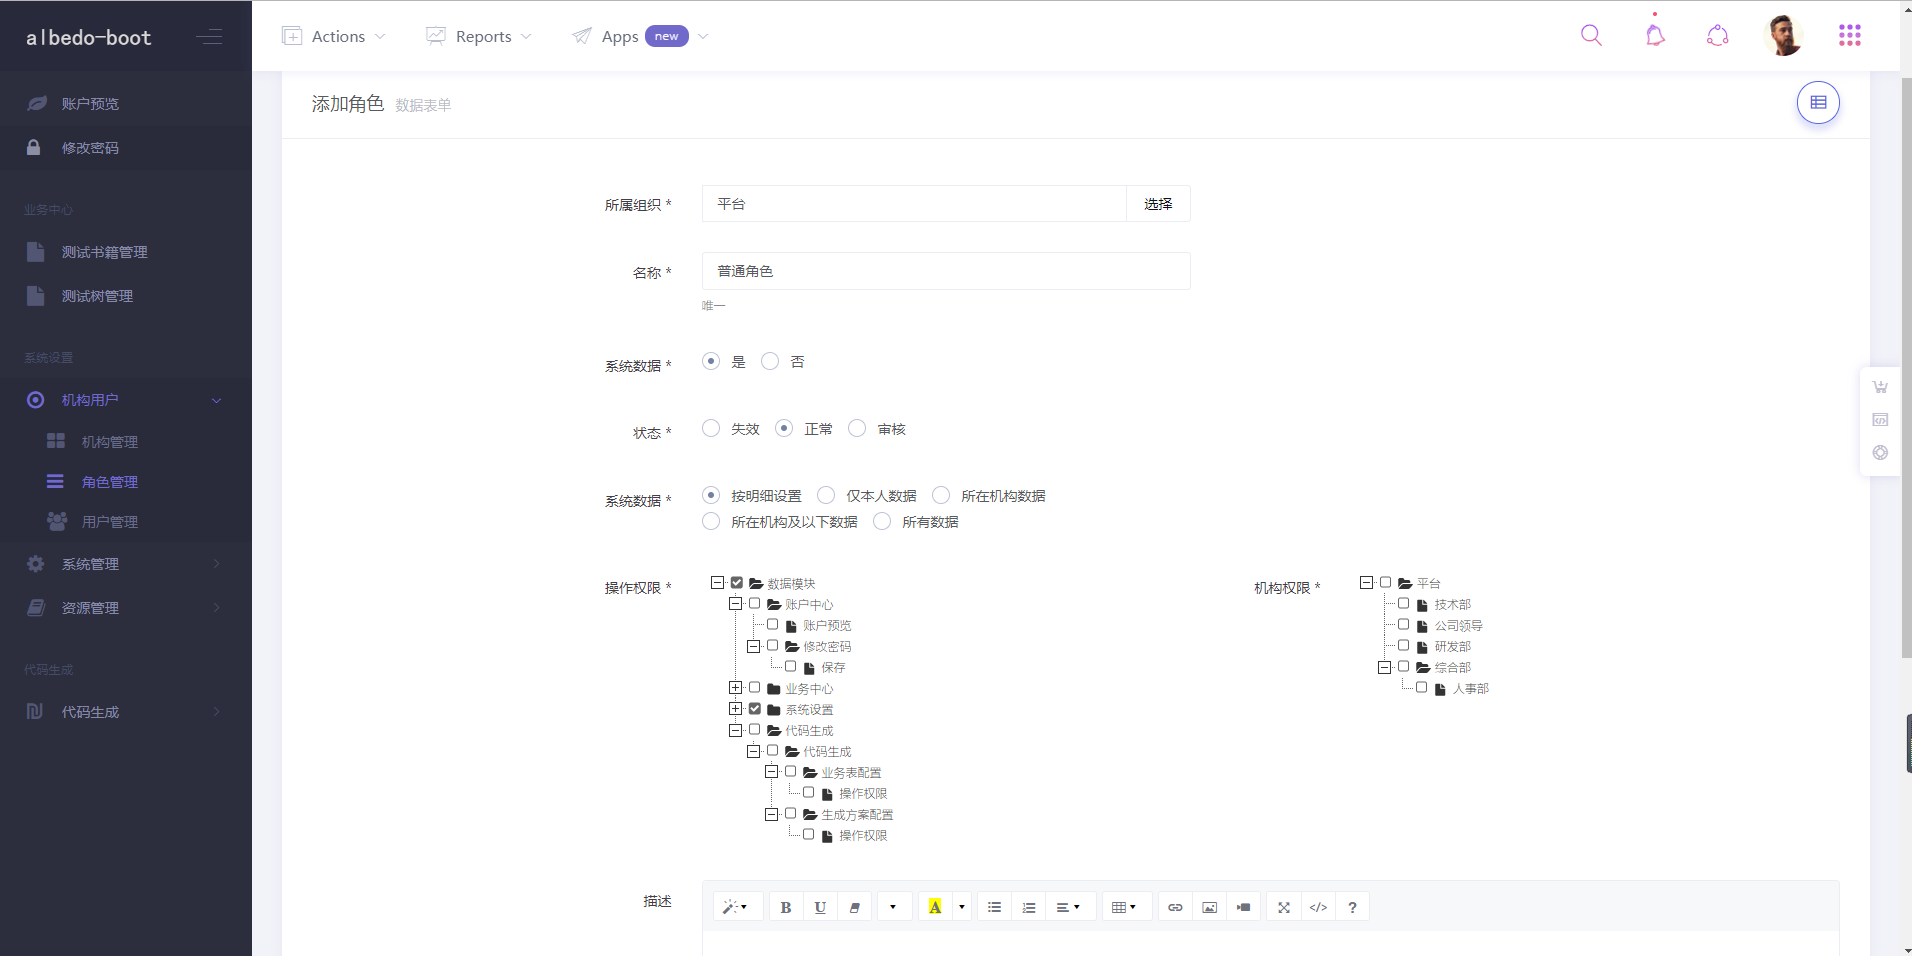 albedo-boot
Actions
Reports
Apps new
账户预览
修改密码
业务中心
测试书籍管理
测试树管理
系统设置
机构用户
机构管理
角色管理
用户管理
系统管理
资源管理
代码生成
代码生成
添加角色 数据表单
所属组织 * 平台 选择
名称 * 普通角色
唯一
系统数据 * 是 否
状态 * 失效 正常 审核
系统数据 * 按明细设置 仅本人数据 所在机构数据
所在机构及以下数据 所有数据
操作权限 *
数据模块
账户中心
账户预览
修改密码
保存
业务中心
系统设置
代码生成
代码生成
业务表配置
操作权限
生成方案配置
操作权限
机构权限 *
平台
技术部
公司领导
研发部
综合部
人事部
描述
B U A </> ?